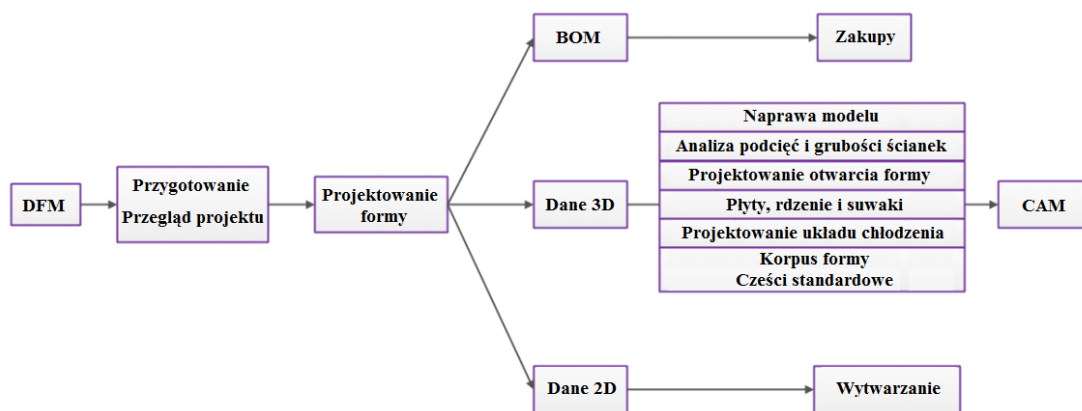 DFM
Przygotowanie
Przegląd projektu
Projektowanie
formy
BOM
Zakupy
Dane 3D
Naprawa modelu
Analiza podcięć i grubości ścianek
Projektowanie otwarcia formy
Płyty, rdzenie i suwaki
Projektowanie układu chłodzenia
Korpus formy
Cześci standardowe
CAM
Dane 2D
Wytwarzanie